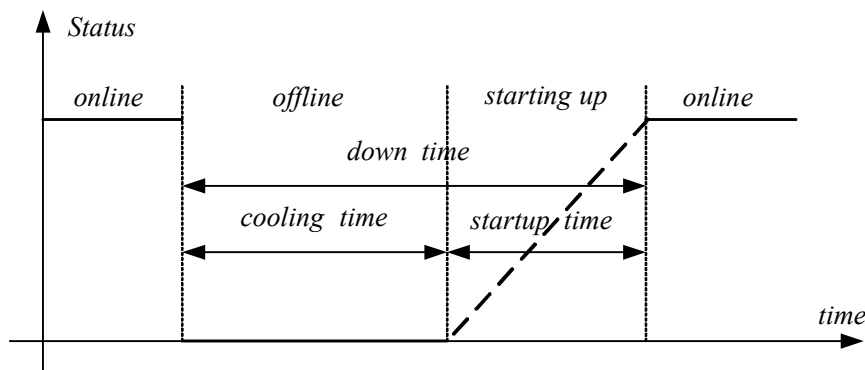 Status
online offline starting up online
down time
cooling time startup time
time